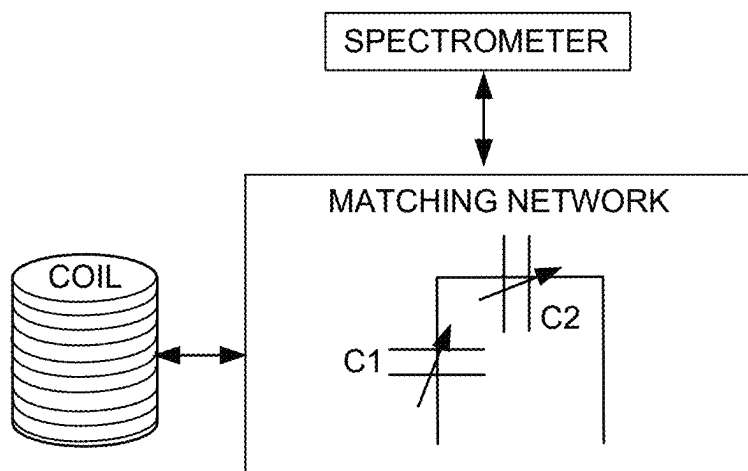 SPECTROMETER
MATCHING NETWORK
COIL
C2
C1